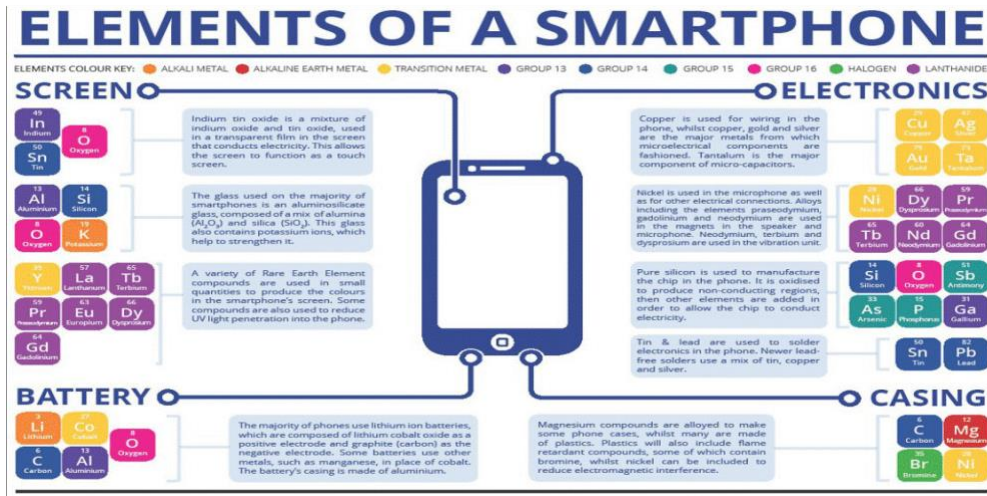 ELEMENTS OF A SMARTPHONE
ELEMENTS COLOUR KEY: ALKALI METAL ALKALINE EARTH METAL TRANSITION METAL GROUP 13 GROUP 14 GROUP 15 GROUP 16 HALOGEN LANTHANIDE
SCREEN
49
In
Indium
8
O
Oxygen
50
Sn
Tin
Indium tin oxide is a mixture of
indium oxide and tin oxide, used
in a transparent film in the screen
that conducts electricity. This allows
the screen to function as a touch
screen.
13
Al
Aluminium
14
Si
Silicon
8
O
Oxygen
19
K
Potassium
The glass used on the majority of
smartphones is an aluminosilicate
glass, composed of a mix of alumina
(Al₂O₃) and silica (SiO₂). This glass
also contains potassium ions, which
help to strengthen it.
39
Y
Yttrium
57
La
Lanthanum
65
Tb
Terbium
59
Pr
Praseodymium
63
Eu
Europium
66
Dy
Dysprosium
64
Gd
Gadolinium
A variety of Rare Earth Element
compounds are used in small
quantities to produce the colours
in the smartphone's screen. Some
compounds are also used to reduce
UV light penetration into the phone.
ELECTRONICS
Copper is used for wiring in the
phone, whilst copper, gold and silver
are the major metals from which
microelectrical components are
fashioned. Tantalum is the major
component of micro-capacitors.
29
Cu
Copper
47
Ag
Silver
79
Au
Gold
73
Ta
Tantalum
Nickel is used in the microphone as well
as for other electrical connections. Alloys
including the elements praseodymium,
gadolinium and neodymium are used
in the magnets in the speaker and
microphone. Neodymium, terbium and
dysprosium are used in the vibration unit.
28
Ni
Nickel
66
Dy
Dysprosium
59
Pr
Praseodymium
65
Tb
Terbium
60
Nd
Neodymium
64
Gd
Gadolinium
Pure silicon is used to manufacture
the chip in the phone. It is oxidised
to produce non-conducting regions,
then other elements are added in
order to allow the chip to conduct
electricity.
14
Si
Silicon
8
O
Oxygen
51
Sb
Antimony
33
As
Arsenic
15
P
Phosphorus
31
Ga
Gallium
Tin & lead are used to solder
electronics in the phone. Newer lead-
free solders use a mix of tin, copper
and silver.
50
Sn
Tin
82
Pb
Lead
BATTERY
3
Li
Lithium
27
Co
Cobalt
8
O
Oxygen
6
C
Carbon
13
Al
Aluminium
The majority of phones use lithium ion batteries,
which are composed of lithium cobalt oxide as a
positive electrode and graphite (carbon) as the
negative electrode. Some batteries use other
metals, such as manganese, in place of cobalt.
The battery's casing is made of aluminium.
CASING
Magnesium compounds are alloyed to make
some phone cases, whilst many are made
of plastics. Plastics will also include flame
retardant compounds, some of which contain
bromine, whilst nickel can be included to
reduce electromagnetic interference.
6
C
Carbon
12
Mg
Magnesium
35
Br
Bromine
28
Ni
Nickel